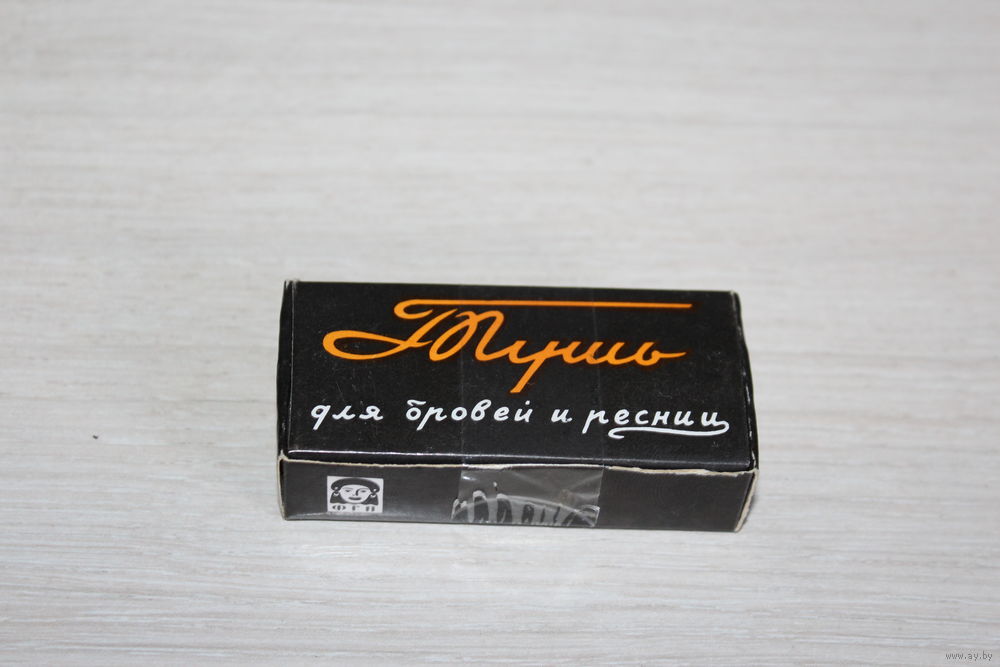 Тушь
для бровей и ресниц
ФЕЯ
www.ay.by